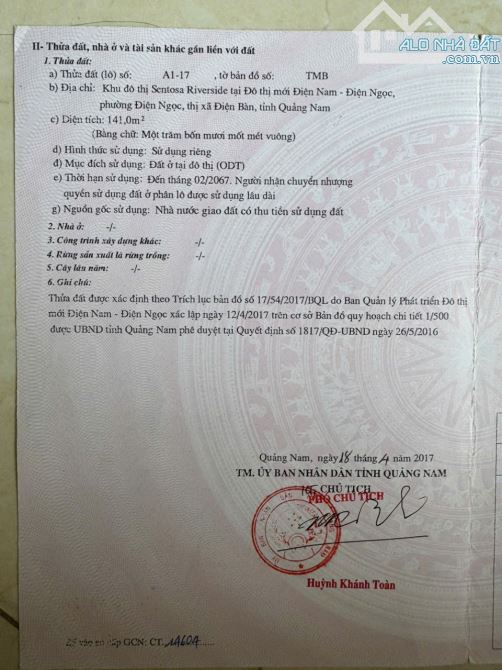 ALO NHÀ ĐẤT
II- Thửa đất, nhà ở và tài sản khác gắn liền với đất
1. Thửa đất:
a) Thửa đất (lô) số: A1-17 , tờ bản đồ số: TMB
b) Địa chỉ: Khu đô thị Sentosa Riverside tại Đô thị mới Điện Nam - Điện Ngọc,
phường Điện Ngọc, thị xã Điện Bàn, tỉnh Quảng Nam
c) Diện tích: 141,0m²
(Bằng chữ: Một trăm bốn mươi mốt mét vuông)
d) Hình thức sử dụng: Sử dụng riêng
đ) Mục đích sử dụng: Đất ở tại đô thị (ODT)
e) Thời hạn sử dụng: Đến tháng 02/2067. Người nhận chuyển nhượng
quyền sử dụng đất ở phân lô được sử dụng lâu dài
g) Nguồn gốc sử dụng: Nhà nước giao đất có thu tiền sử dụng đất
2. Nhà ở: -/-
3. Công trình xây dựng khác: -/-
4. Rừng sản xuất là rừng trồng: -/-
5. Cây lâu năm: -/-
6. Ghi chú:
Thửa đất được xác định theo Trích lục bản đồ số 17/54/2017/BQL do Ban Quản lý Phát triển Đô thị
mới Điện Nam - Điện Ngọc xác lập ngày 12/4/2017 trên cơ sở Bản đồ quy hoạch chi tiết 1/500
được UBND tỉnh Quảng Nam phê duyệt tại Quyết định số 1817/QĐ-UBND ngày 26/5/2016
Quảng Nam, ngày 18 tháng 4 năm 2017
TM. ỦY BAN NHÂN DÂN TỈNH QUẢNG NAM
KT. CHỦ TỊCH
PHÓ CHỦ TỊCH
Huỳnh Khánh Toàn
Số vào sổ cấp GCN: CT. 14604